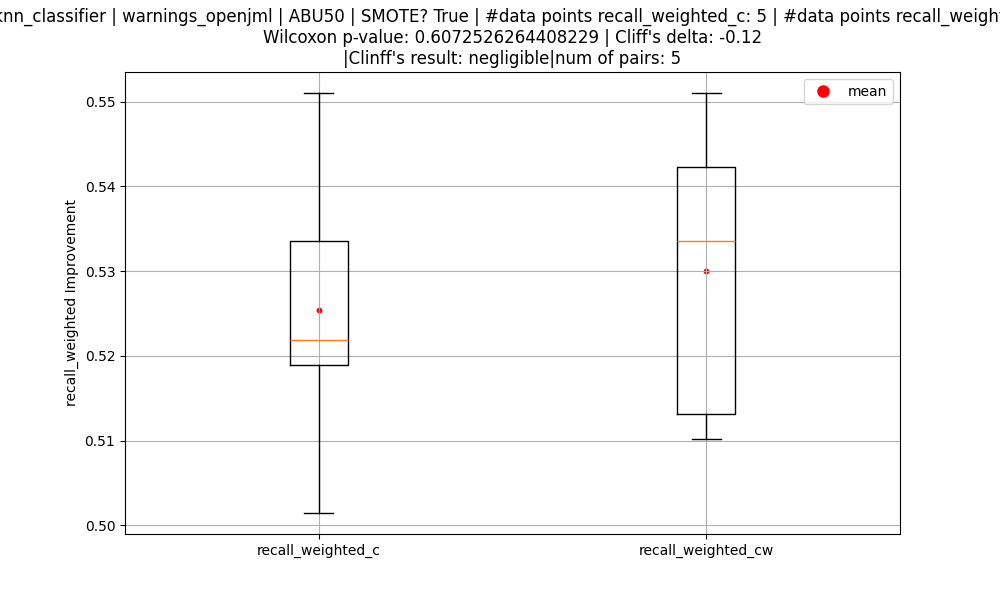 knn_classifier | warnings_openjml | ABU50 | SMOTE? True | #data points recall_weighted_c: 5 | #data points
Wilcoxon p-value: 0.6072526264408229 | Cliff's delta: -0.12
|Clinff's result: negligible|num of pairs: 5
mean
0.55
0.54
0.53
0.52
0.51
0.50
recall_weighted Improvement
recall_weighted_c
recall_weighted_cw